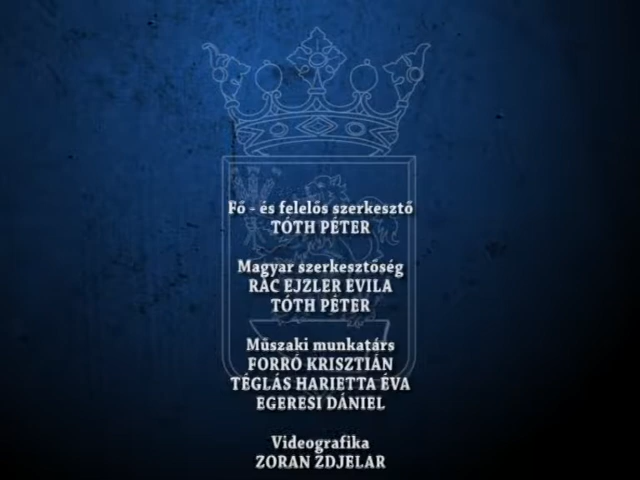 Fő - és felelős szerkesztő
TÓTH PÉTER
Magyar szerkesztőség
RÁC EJZLER EVILA
TÓTH PÉTER
Műszaki munkatárs
FORRÓ KRISZTIÁN
TÉGLÁS HARIETTA ÉVA
EGERESI DÁNIEL
Videografika
ZORAN ZDJELAR